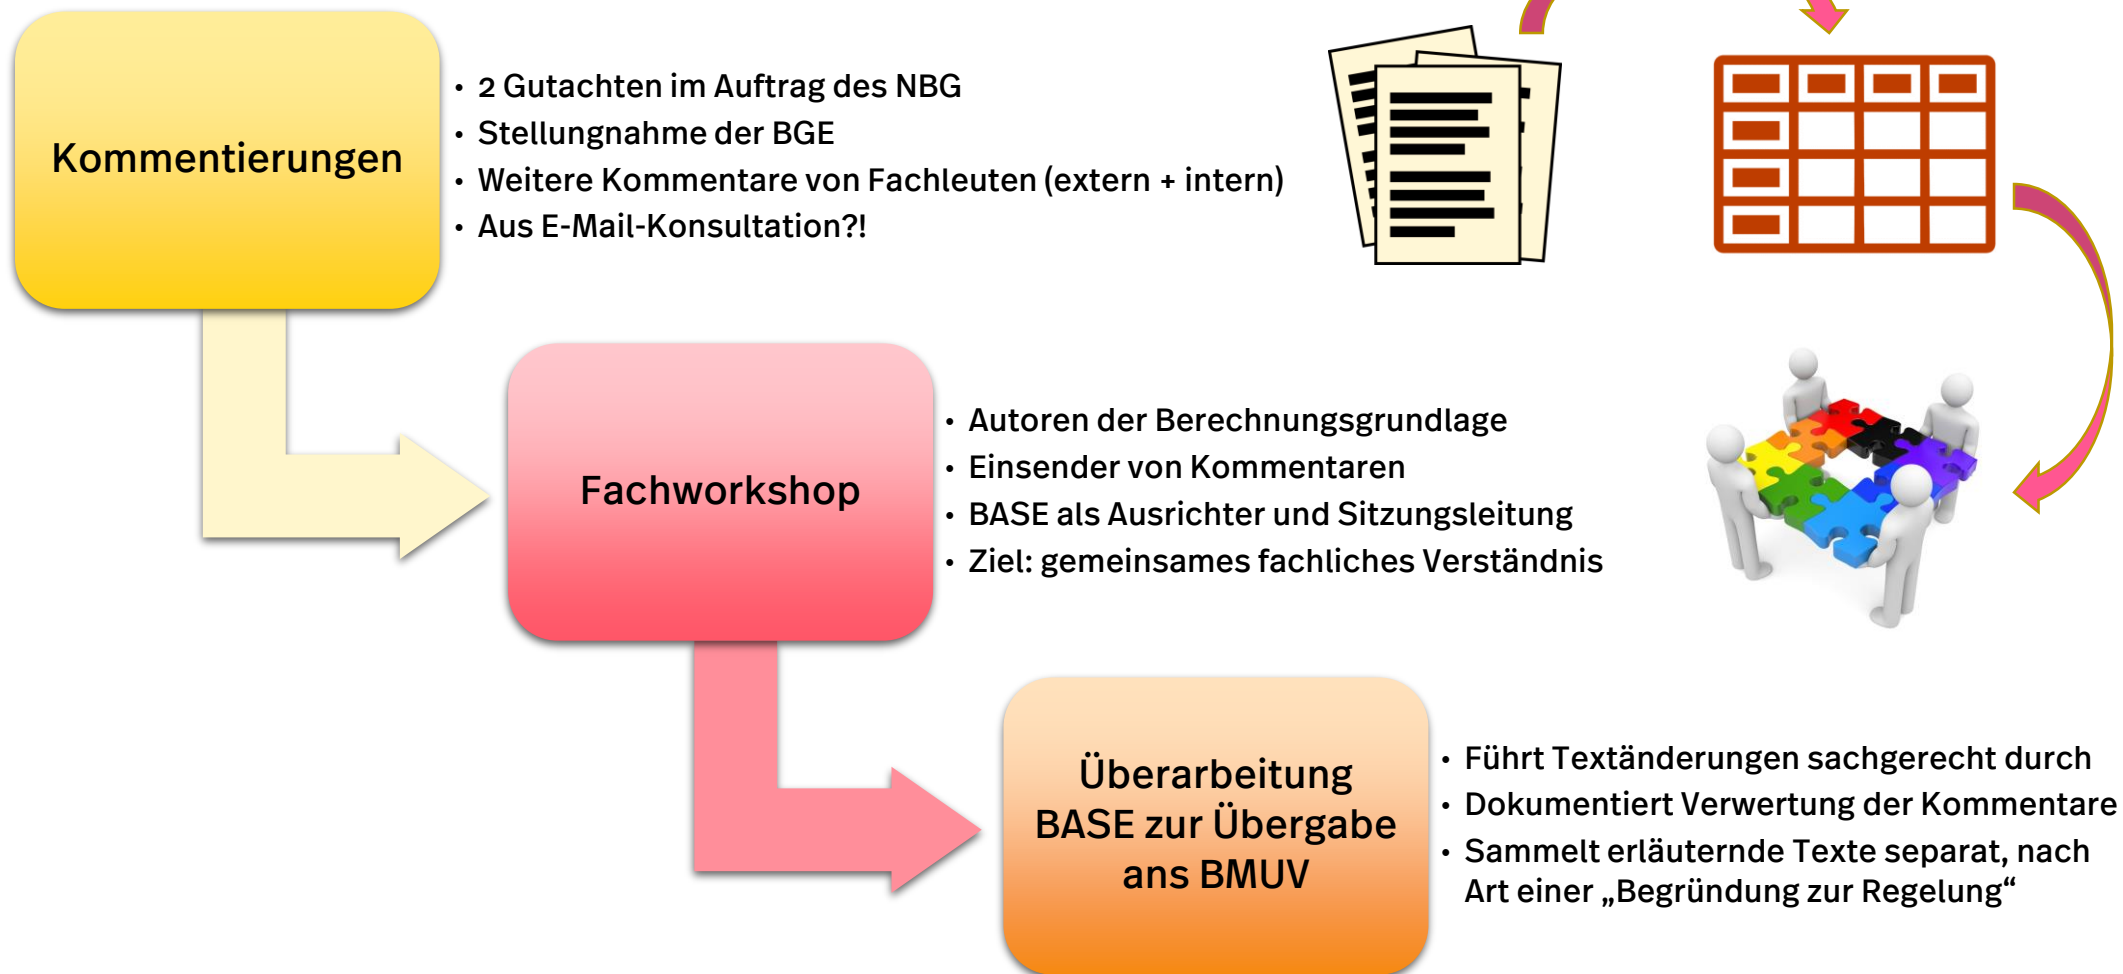 Kommentierungen
• 2 Gutachten im Auftrag des NBG
• Stellungnahme der BGE
• Weitere Kommentare von Fachleuten (extern + intern)
• Aus E-Mail-Konsultation?!
Fachworkshop
• Autoren der Berechnungsgrundlage
• Einsender von Kommentaren
• BASE als Ausrichter und Sitzungsleitung
• Ziel: gemeinsames fachliches Verständnis
Überarbeitung
BASE zur Übergabe
ans BMUV
• Führt Textänderungen sachgerecht durch
• Dokumentiert Verwertung der Kommentare
• Sammelt erläuternde Texte separat, nach
Art einer „Begründung zur Regelung“